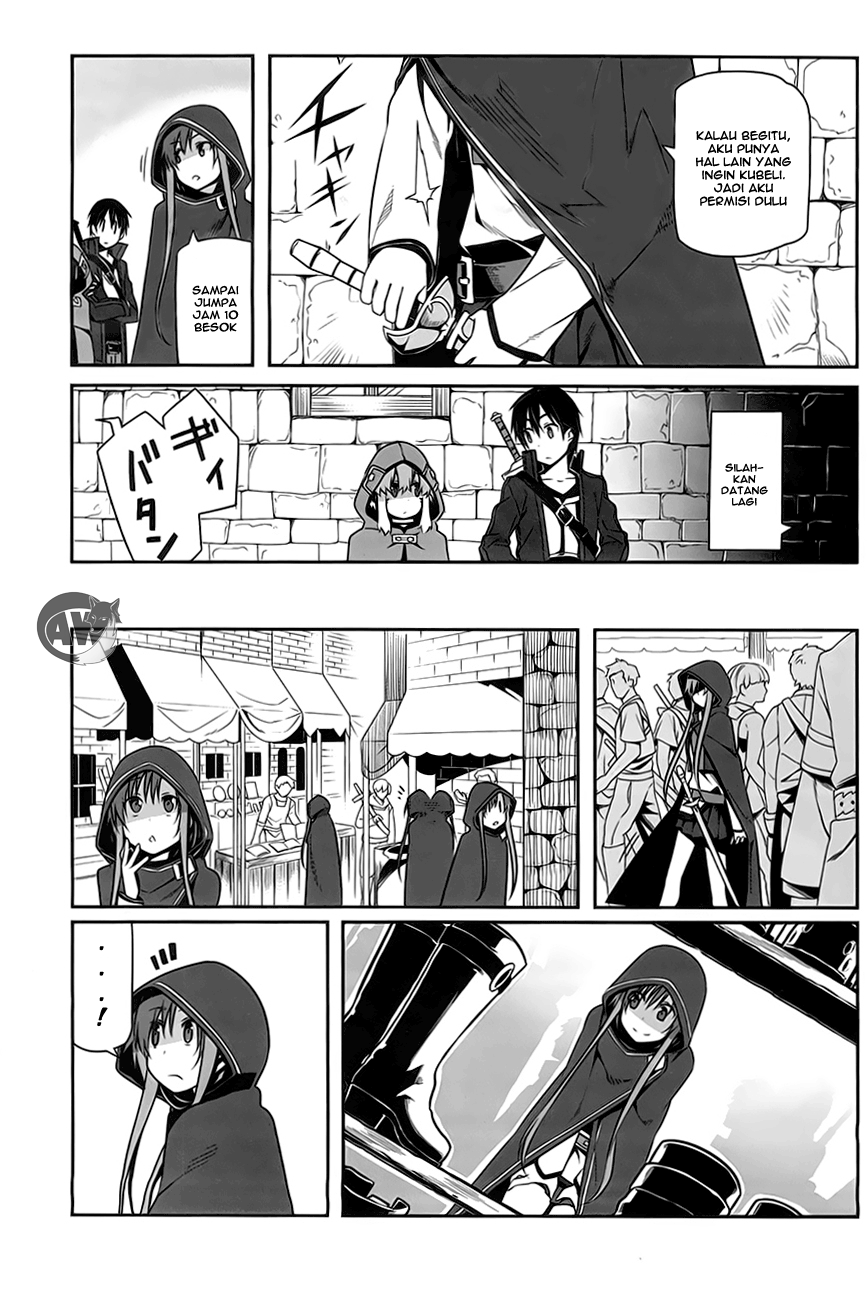 KALAU BEGITU,
AKU PUNYA
HAL LAIN YANG
INGIN KUBELI.
JADI AKU
PERMISI DULU
チャキッ
SAMPAI
JUMPA
JAM 10
BESOK
SILAH-
KAN
DATANG
LAGI
ギィ
バタン
AW
...!